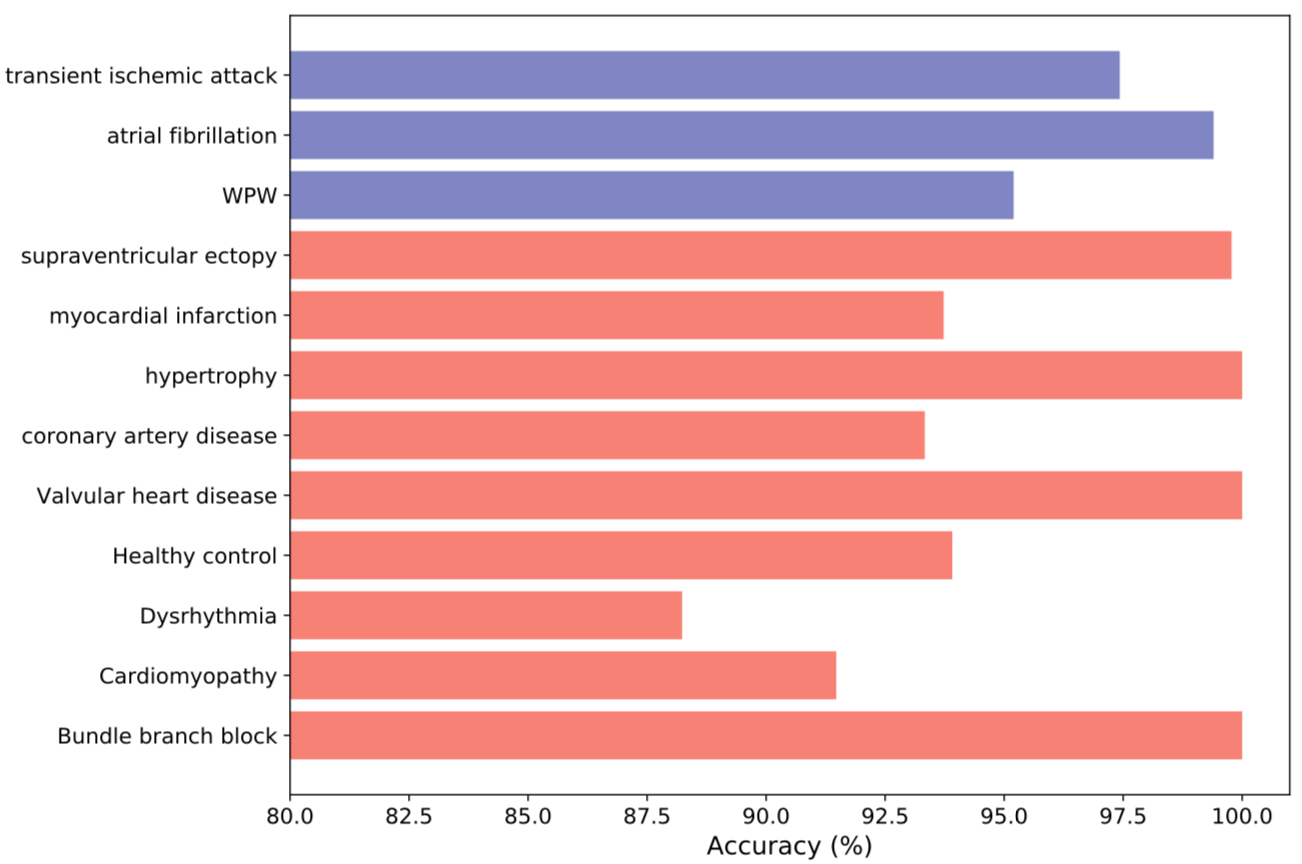 transient ischemic attack
atrial fibrillation
WPW
supraventricular ectopy
myocardial infarction
hypertrophy
coronary artery disease
Valvular heart disease
Healthy control
Dysrhythmia
Cardiomyopathy
Bundle branch block
80.0 82.5 85.0 87.5 90.0 92.5 95.0 97.5 100.0
Accuracy (%)